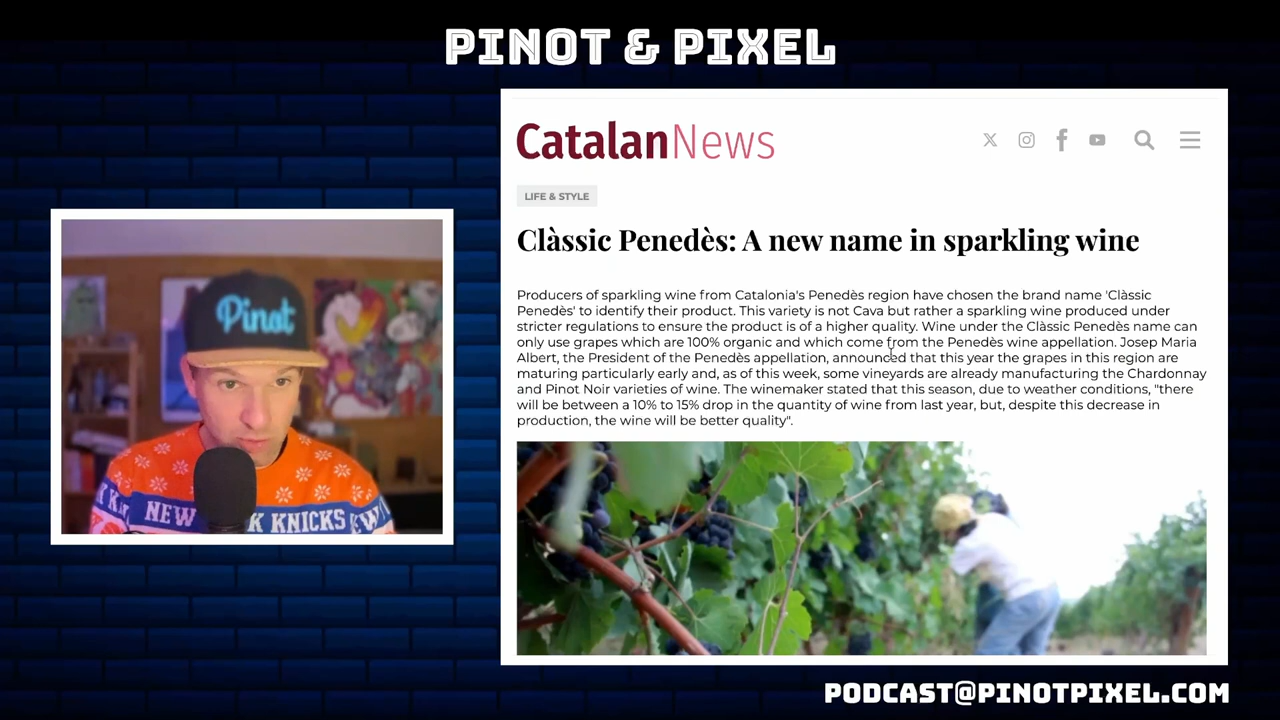 PINOT & PIXEL
CatalanNews
LIFE & STYLE
Clàssic Penedès: A new name in sparkling wine
Producers of sparkling wine from Catalonia's Penedès region have chosen the brand name 'Clàssic
Penedès' to identify their product. This variety is not Cava but rather a sparkling wine produced under
stricter regulations to ensure the product is of a higher quality. Wine under the Clàssic Penedès name can
only use grapes which are 100% organic and which come from the Penedès wine appellation. Josep Maria
Albert, the President of the Penedès appellation, announced that this year the grapes in this region are
maturing particularly early and, as of this week, some vineyards are already manufacturing the Chardonnay
and Pinot Noir varieties of wine. The winemaker stated that this season, due to weather conditions, "there
will be between a 10% to 15% drop in the quantity of wine from last year, but, despite this decrease in
production, the wine will be better quality".
Pinot
NEW
K KNICKS
PODCAST@PINOTPIXEL.COM